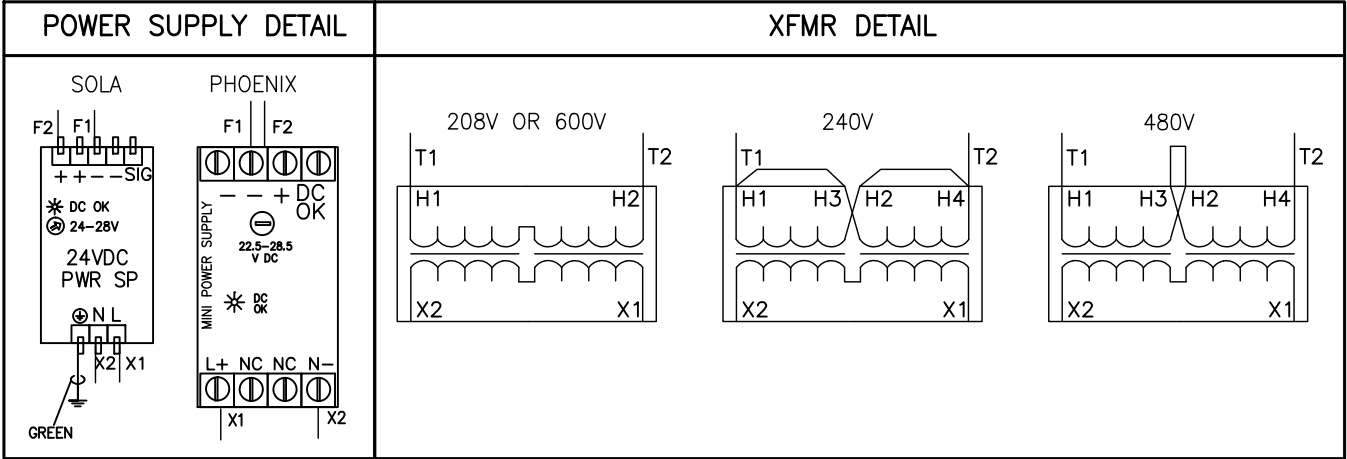 POWER SUPPLY DETAIL
XFMR DETAIL
SOLA
F2 F1
+ + - - SIG
DC OK
24-28V
24VDC
PWR SP
N L
X2 X1
GREEN
PHOENIX
F1 F2
- - + DC
OK
22.5-28.5
V DC
MINI POWER SUPPLY
DC
OK
L+ NC NC N-
X1 X2
208V OR 600V
T1 T2
H1 H2
X2 X1
240V
T1 T2
H1 H3 H2 H4
X2 X1
480V
T1 T2
H1 H3 H2 H4
X2 X1